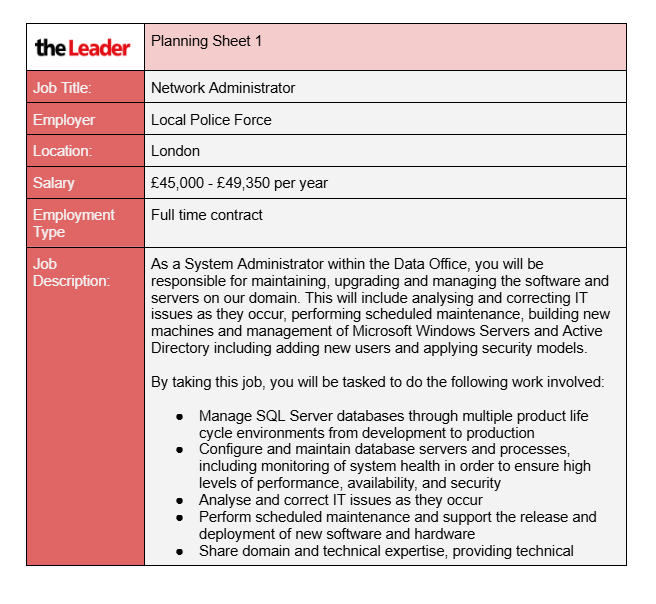 the Leader
Planning Sheet 1
Job Title:
Network Administrator
Employer
Local Police Force
Location:
London
Salary
£45,000 - £49,350 per year
Employment
Type
Full time contract
Job
Description:
As a System Administrator within the Data Office, you will be
responsible for maintaining, upgrading and managing the software and
servers on our domain. This will include analysing and correcting IT
issues as they occur, performing scheduled maintenance, building new
machines and management of Microsoft Windows Servers and Active
Directory including adding new users and applying security models.
By taking this job, you will be tasked to do the following work involved:
● Manage SQL Server databases through multiple product life
cycle environments from development to production
● Configure and maintain database servers and processes,
including monitoring of system health in order to ensure high
levels of performance, availability, and security
● Analyse and correct IT issues as they occur
● Perform scheduled maintenance and support the release and
deployment of new software and hardware
● Share domain and technical expertise, providing technical